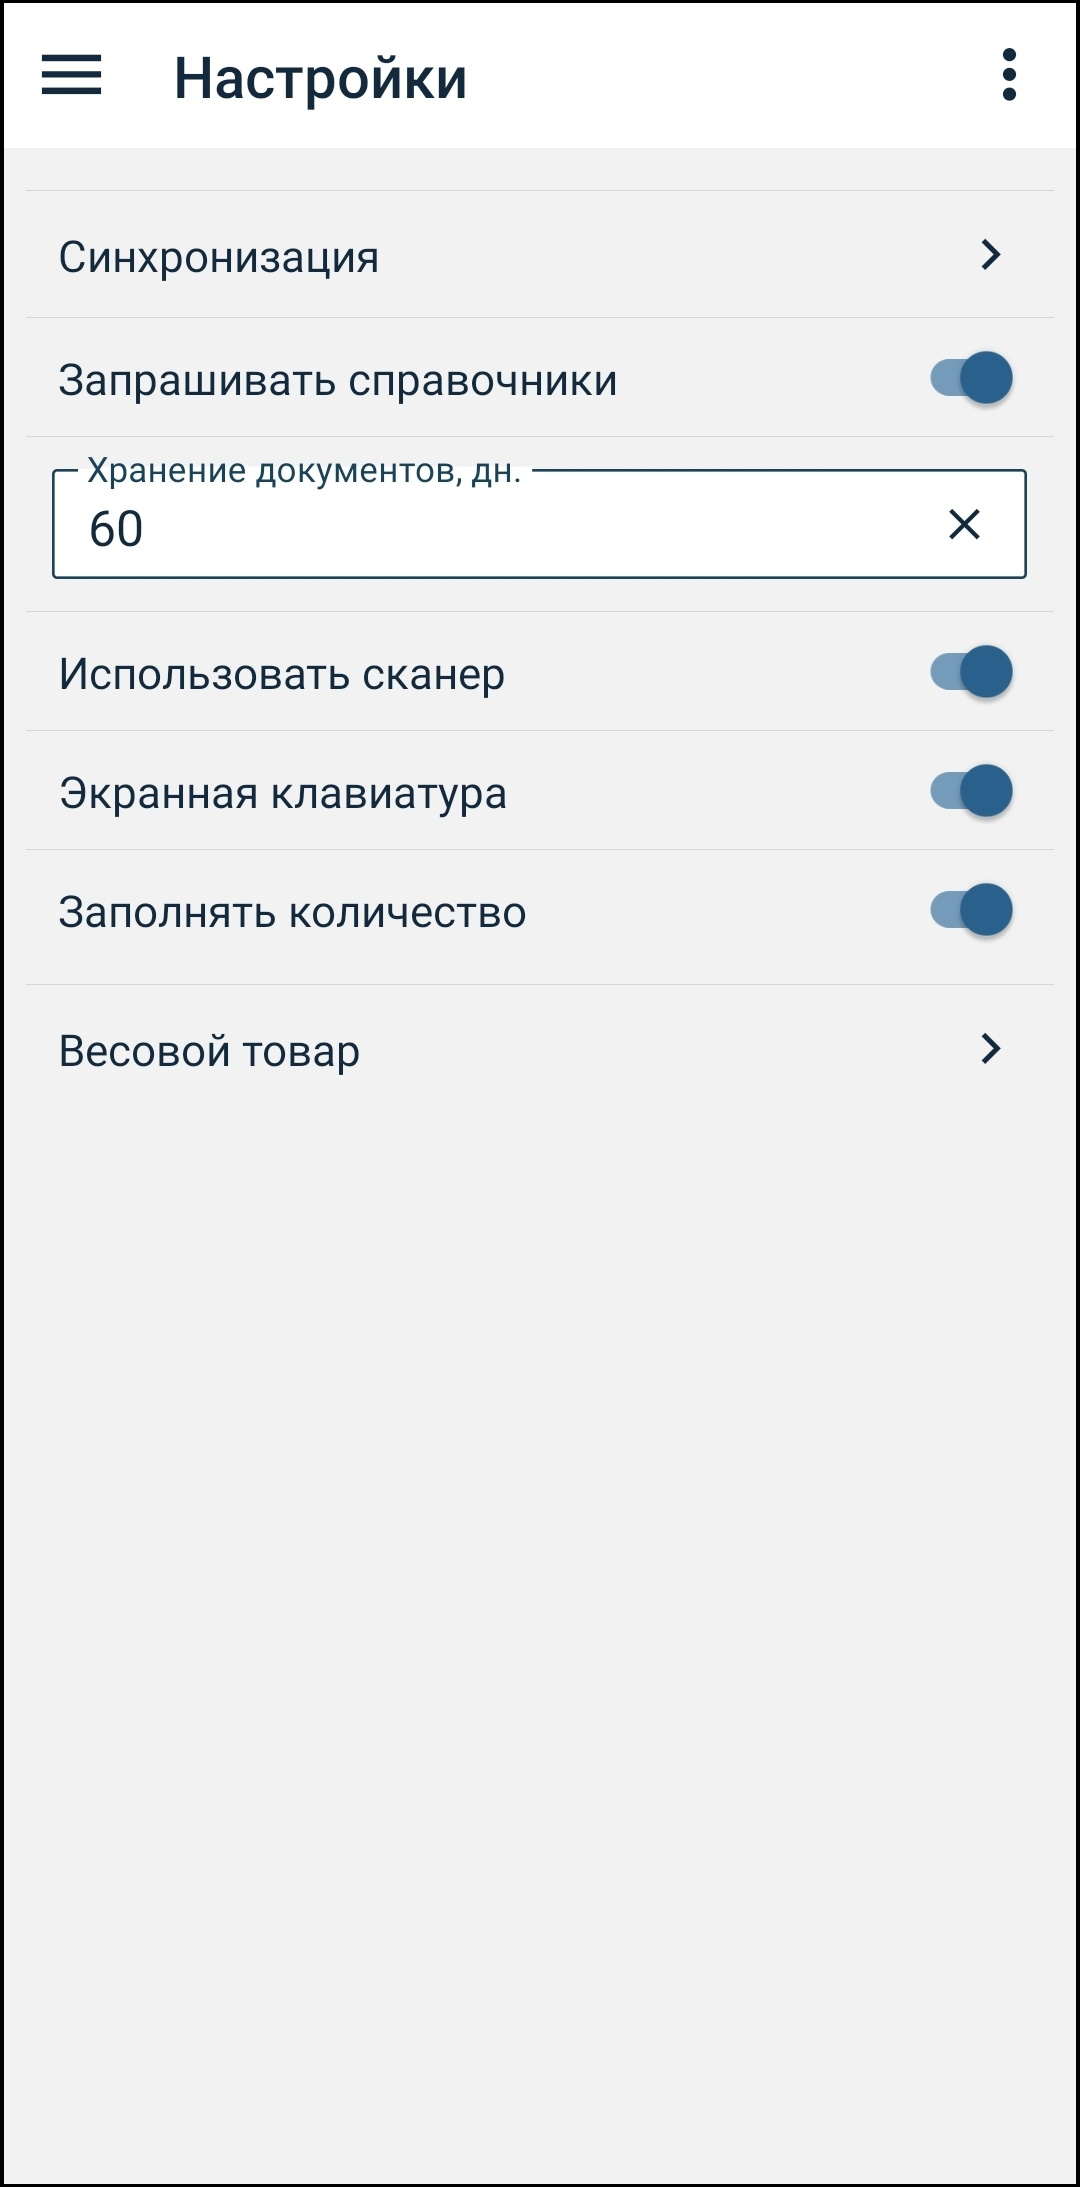 Настройки
Синхронизация
Запрашивать справочники
Хранение документов, дн.
60
Использовать сканер
Экранная клавиатура
Заполнять количество
Весовой товар